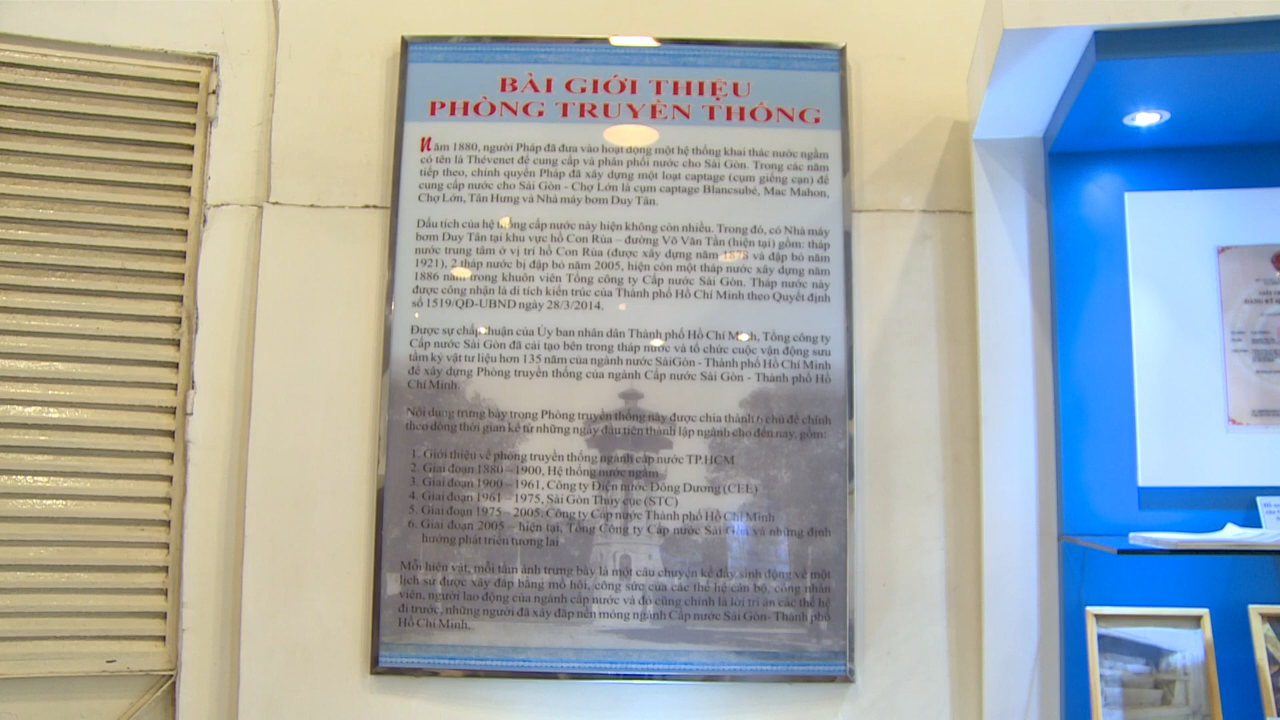 BÀI GIỚI THIỆU
PHÒNG TRUYỀN THỐNG
Năm 1880, người Pháp đã đưa vào hoạt động một hệ thống khai thác nước ngầm
có tên là Thévenet để cung cấp và phân phối nước cho Sài Gòn. Trong các năm
tiếp theo, chính quyền Pháp đã xây dựng một loạt captage (cụm giếng cạn) để
cung cấp nước cho Sài Gòn - Chợ Lớn là cụm captage Blancsubé, Mac Mahon,
Chợ Lớn, Tân Hưng và Nhà máy bơm Duy Tân.
Dấu tích của hệ thống cấp nước này hiện không còn nhiều. Trong đó, có Nhà máy
bơm Duy Tân tại khu vực hồ Con Rùa – đường Võ Văn Tần (hiện tại) gồm: tháp
nước trung tâm ở vị trí hồ Con Rùa (được xây dựng năm 1878 và đập bỏ năm
1921), 2 tháp nước bị đập bỏ năm 2005, hiện còn một tháp nước xây dựng năm
1886 nằm trong khuôn viên Tổng công ty Cấp nước Sài Gòn. Tháp nước này
được công nhận là di tích kiến trúc của Thành phố Hồ Chí Minh theo Quyết định
số 1519/QĐ-UBND ngày 28/3/2014.
Được sự chấp thuận của Ủy ban nhân dân Thành phố Hồ Chí Minh, Tổng công ty
Cấp nước Sài Gòn đã cải tạo bên trong tháp nước và tổ chức cuộc vận động sưu
tầm kỷ vật tư liệu hơn 135 năm của ngành nước SàiGòn - Thành phố Hồ Chí Minh
để xây dựng Phòng truyền thống của ngành Cấp nước Sài Gòn - Thành phố Hồ
Chí Minh.
Nội dung trưng bày trong Phòng truyền thống này được chia thành 6 chủ đề chính
theo dòng thời gian kể từ những ngày đầu tiên thành lập ngành cho đến nay, gồm:
1. Giới thiệu về phòng truyền thống ngành cấp nước TP.HCM
2. Giai đoạn 1880 – 1900, Hệ thống nước ngầm
3. Giai đoạn 1900 – 1961, Công ty Điện nước Đông Dương (CEE)
4. Giai đoạn 1961 – 1975, Sài Gòn Thủy cục (STC)
5. Giai đoạn 1975 – 2005, Công ty Cấp nước Thành phố Hồ Chí Minh
6. Giai đoạn 2005 – hiện tại, Tổng Công ty Cấp nước Sài Gòn và những định
hướng phát triển tương lai
Mỗi hiện vật, mỗi tấm ảnh trưng bày là một câu chuyện kể đầy sinh động về một
lịch sử được xây đắp bằng mồ hôi, công sức của các thế hệ cán bộ, công nhân
viên, người lao động của ngành cấp nước và đó cũng chính là lời tri ân các thế hệ
đi trước, những người đã xây đắp nền móng ngành Cấp nước Sài Gòn- Thành phố
Hồ Chí Minh.